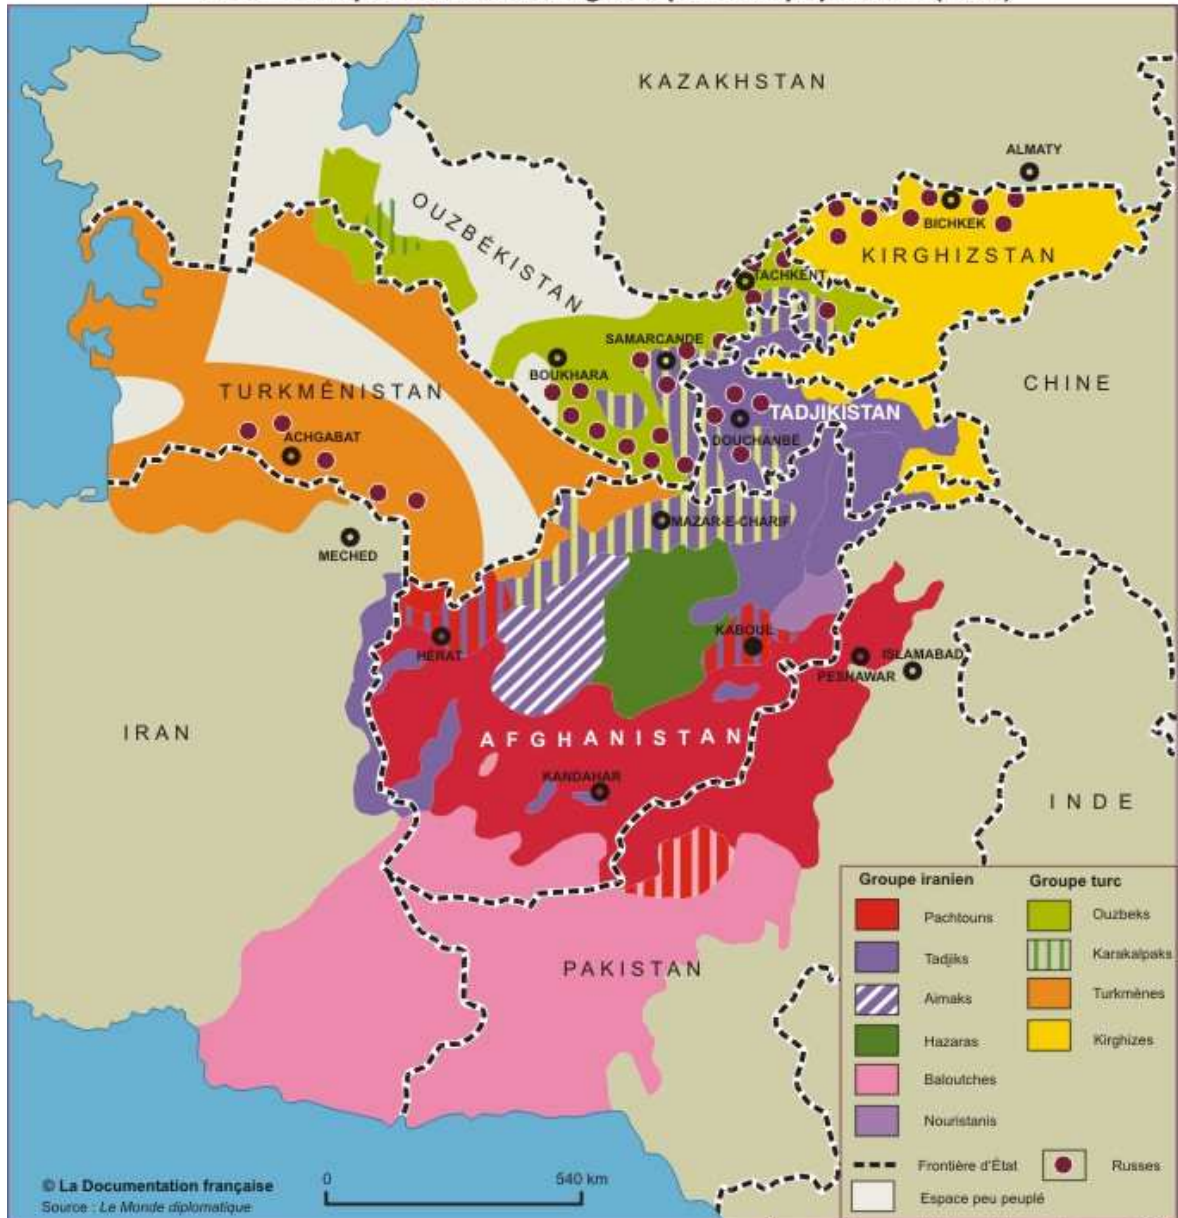 KAZAKHSTAN
ALMATY
BICHKEK
OUZBÉKISTAN
KIRGHIZSTAN
TACHKENT
SAMARCANDE
BOUKHARA
CHINE
TURKMÉNISTAN
TADJIKISTAN
ACHGABAT
DOUCHANBÉ
MAZAR-E-CHARIF
MECHED
HÉRAT
KABOUL
ISLAMABAD
PESHAWAR
IRAN
AFGHANISTAN
KANDAHAR
INDE
PAKISTAN
Groupe iranien
Pachtouns
Tadjiks
Aimaks
Hazaras
Baloutches
Nouristanis
Groupe turc
Ouzbeks
Karakalpaks
Turkmènes
Kirghizes
Frontière d'État
Russes
Espace peu peuplé
0 540 km
© La Documentation française
Source : Le Monde diplomatique